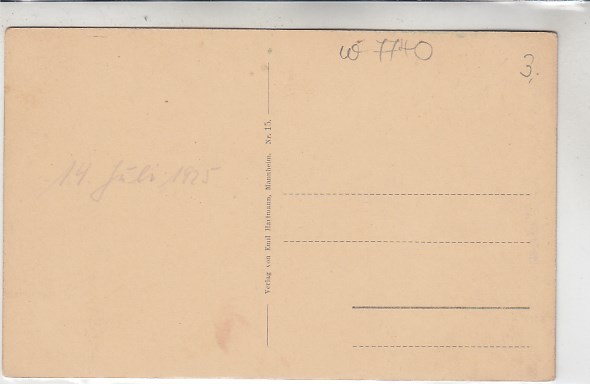 W 7740
3.
14 Juli 1925
Verlag von Emil Hartmann, Mannheim. Nr. 15.